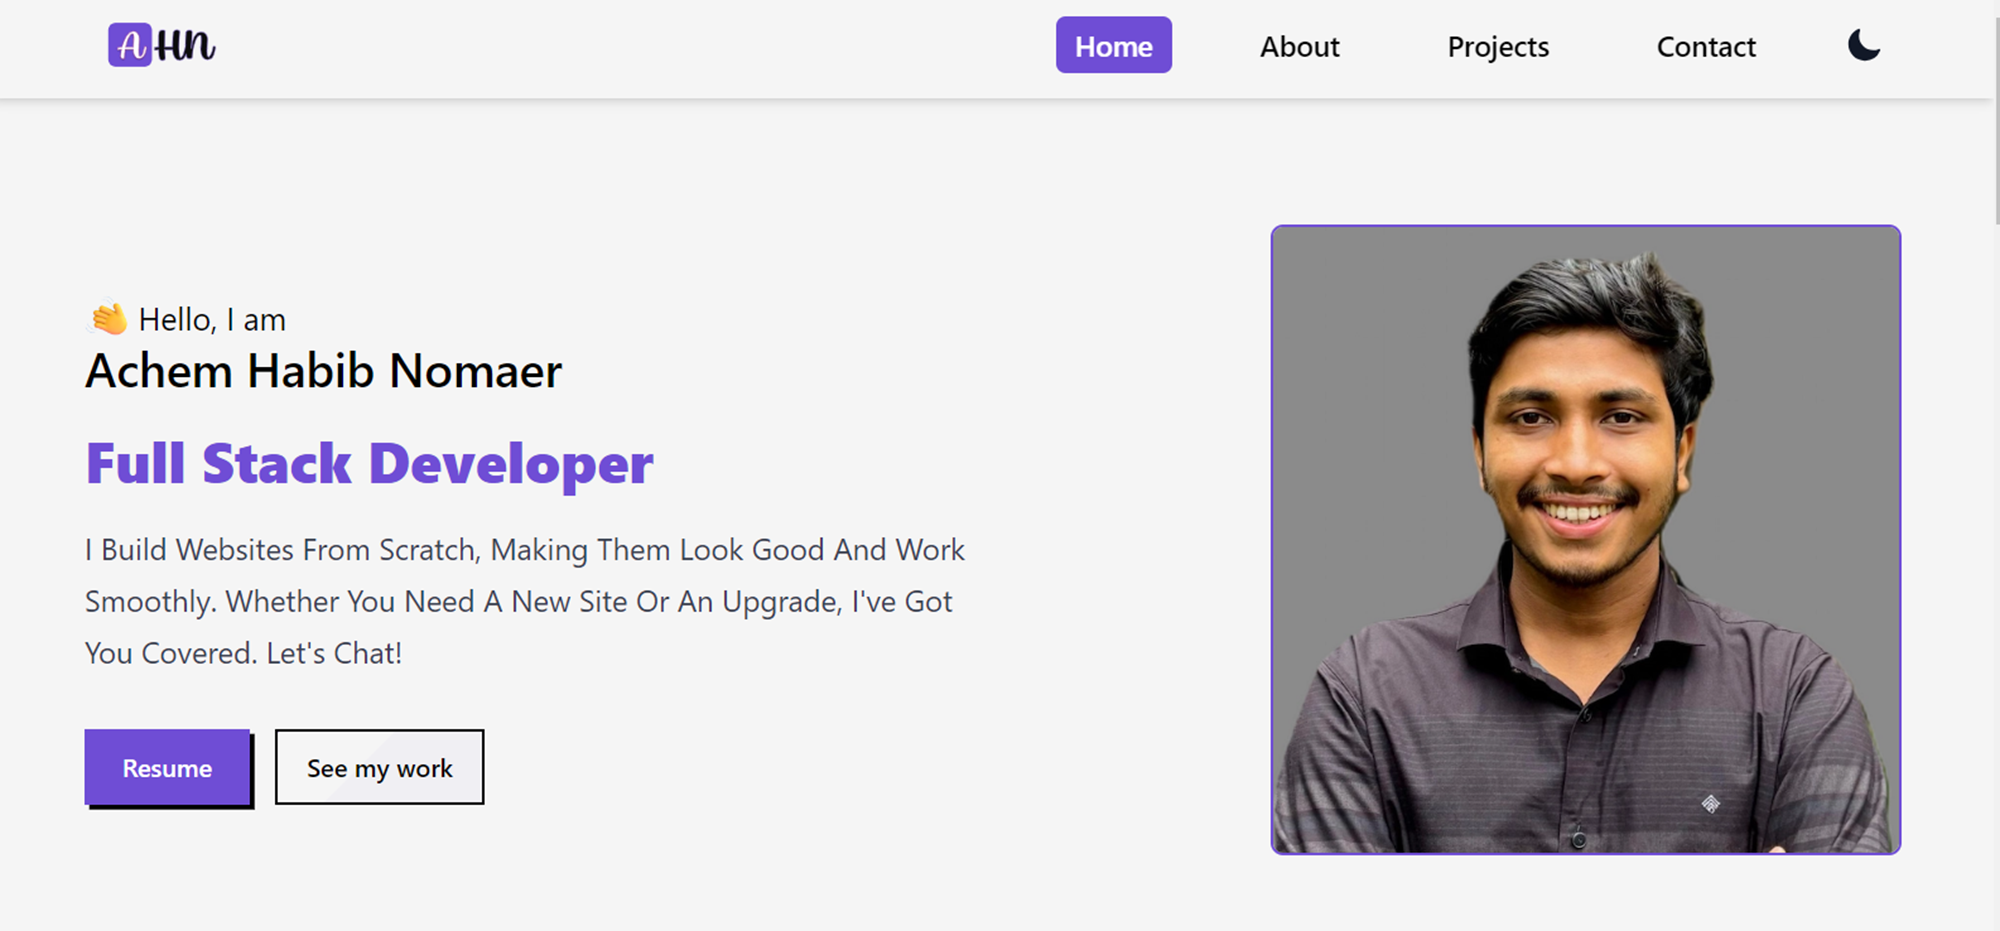 AHN
Home
About
Projects
Contact
👋 Hello, I am
Achem Habib Nomaer
Full Stack Developer
I Build Websites From Scratch, Making Them Look Good And Work
Smoothly. Whether You Need A New Site Or An Upgrade, I've Got
You Covered. Let's Chat!
Resume
See my work